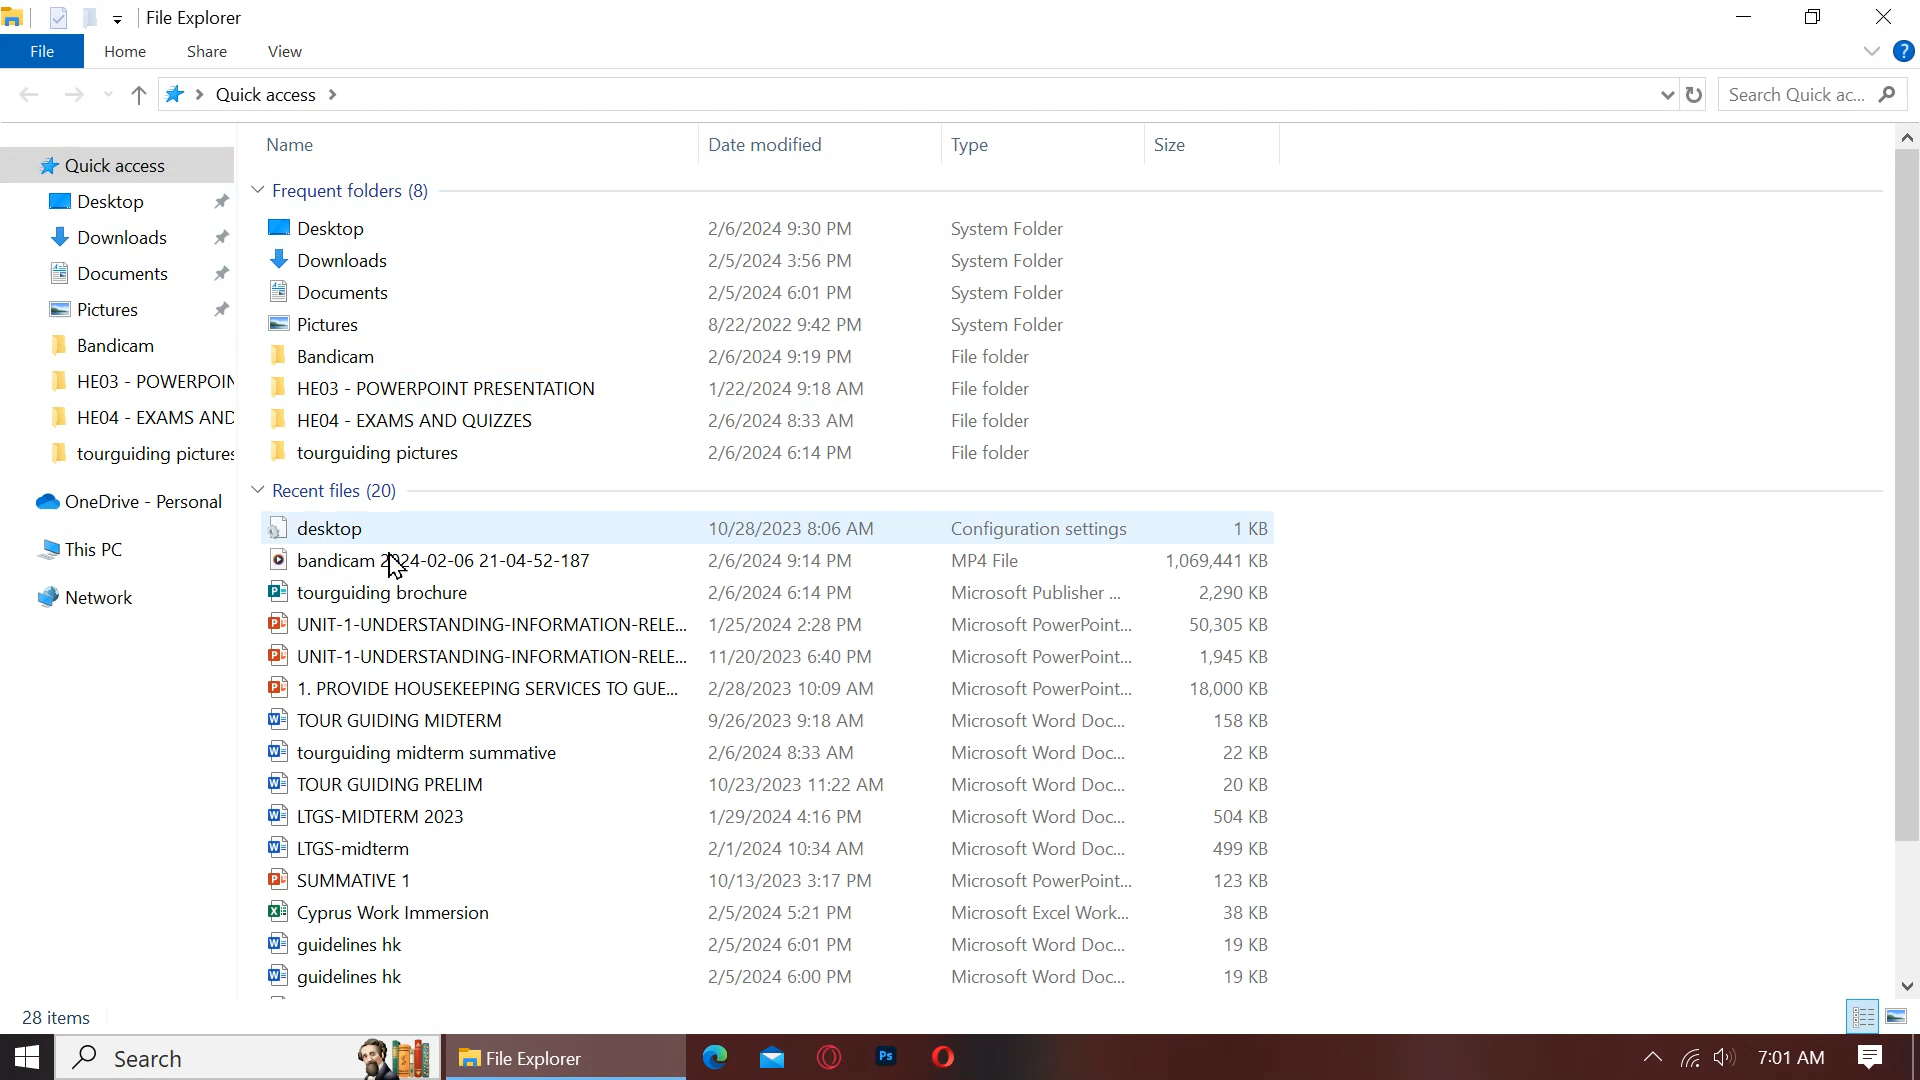 File Explorer
File Home Share View
Quick access
Search Quick ac...
Quick access
Desktop
Downloads
Documents
Pictures
Bandicam
HE03 - POWERPOIN
HE04 - EXAMS AND
tourguiding pictures
OneDrive - Personal
This PC
Network
Name Date modified Type Size
Frequent folders (8)
Desktop 2/6/2024 9:30 PM System Folder
Downloads 2/5/2024 3:56 PM System Folder
Documents 2/5/2024 6:01 PM System Folder
Pictures 8/22/2022 9:42 PM System Folder
Bandicam 2/6/2024 9:19 PM File folder
HE03 - POWERPOINT PRESENTATION 1/22/2024 9:18 AM File folder
HE04 - EXAMS AND QUIZZES 2/6/2024 8:33 AM File folder
tourguiding pictures 2/6/2024 6:14 PM File folder
Recent files (20)
desktop 10/28/2023 8:06 AM Configuration settings 1 KB
bandicam 2024-02-06 21-04-52-187 2/6/2024 9:14 PM MP4 File 1,069,441 KB
tourguiding brochure 2/6/2024 6:14 PM Microsoft Publisher ... 2,290 KB
UNIT-1-UNDERSTANDING-INFORMATION-RELE... 1/25/2024 2:28 PM Microsoft PowerPoint... 50,305 KB
UNIT-1-UNDERSTANDING-INFORMATION-RELE... 11/20/2023 6:40 PM Microsoft PowerPoint... 1,945 KB
1. PROVIDE HOUSEKEEPING SERVICES TO GUE... 2/28/2023 10:09 AM Microsoft PowerPoint... 18,000 KB
TOUR GUIDING MIDTERM 9/26/2023 9:18 AM Microsoft Word Doc... 158 KB
tourguiding midterm summative 2/6/2024 8:33 AM Microsoft Word Doc... 22 KB
TOUR GUIDING PRELIM 10/23/2023 11:22 AM Microsoft Word Doc... 20 KB
LTGS-MIDTERM 2023 1/29/2024 4:16 PM Microsoft Word Doc... 504 KB
LTGS-midterm 2/1/2024 10:34 AM Microsoft Word Doc... 499 KB
SUMMATIVE 1 10/13/2023 3:17 PM Microsoft PowerPoint... 123 KB
Cyprus Work Immersion 2/5/2024 5:21 PM Microsoft Excel Work... 38 KB
guidelines hk 2/5/2024 6:01 PM Microsoft Word Doc... 19 KB
guidelines hk 2/5/2024 6:00 PM Microsoft Word Doc... 19 KB
28 items
Search File Explorer Ps 7:01 AM